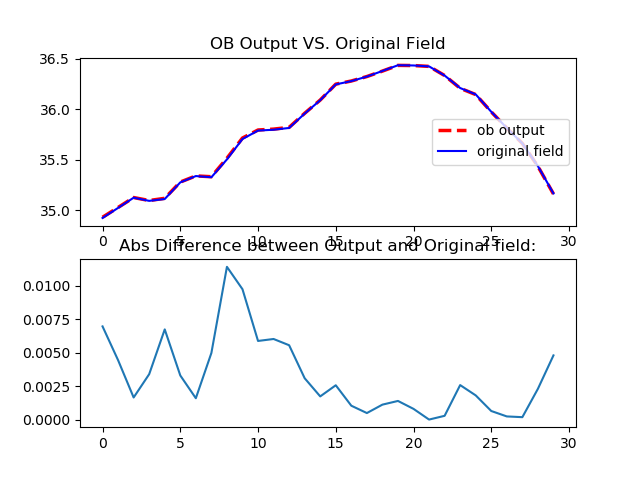 OB Output VS. Original Field
36.5
36.0
35.5
35.0
ob output
original field
0 5 10 15 20 25 30
Abs Difference between Output and Original field:
0.0100
0.0075
0.0050
0.0025
0.0000
0 5 10 15 20 25 30